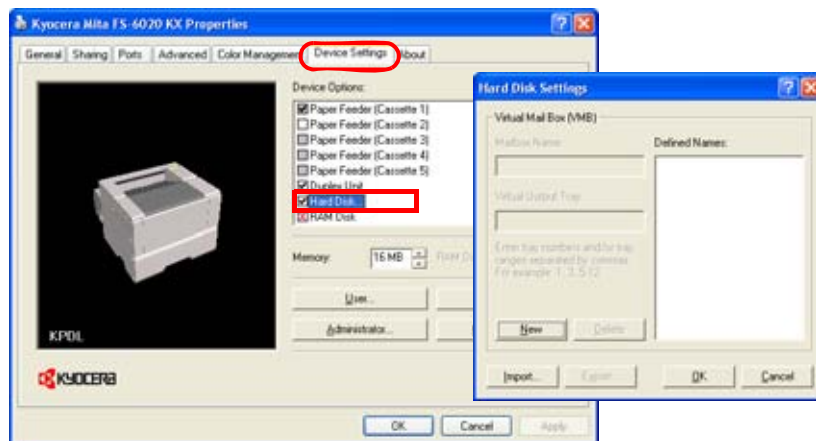 Kyocera Mita FS-6020 KX Properties
General Sharing Ports Advanced Color Management Device Settings About
Device Options:
Paper Feeder (Cassette 1)
Paper Feeder (Cassette 2)
Paper Feeder (Cassette 3)
Paper Feeder (Cassette 4)
Paper Feeder (Cassette 5)
Duplex Unit
Hard Disk...
RAM Disk
Memory: 16 MB
User...
Administrator...
KPDL
KYOCERA
OK Cancel Apply
Hard Disk Settings
Virtual Mail Box (VMB)
Mailbox Name:
Defined Names:
Virtual Output Tray:
Enter tray numbers and/or tray
ranges separated by commas.
For example: 1, 3, 5-12
New Delete
Import... Export...
OK Cancel